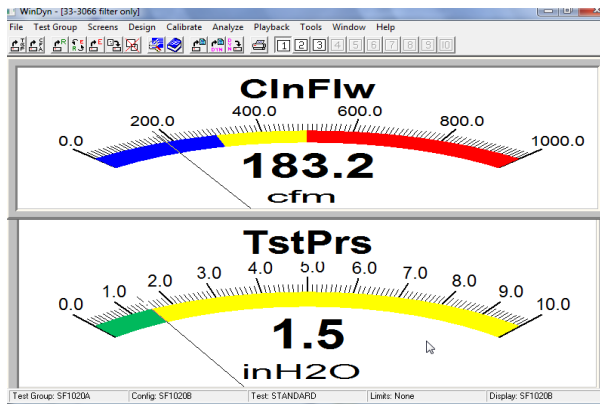 WinDyn - [33-3066 filter only]
File Test Group Screens Design Calibrate Analyze Playback Tools Window Help
1 2 3 4 5 6 7 8 9 10
ClnFlw
0.0 200.0 400.0 600.0 800.0 1000.0
183.2
cfm
TstPrs
0.0 1.0 2.0 3.0 4.0 5.0 6.0 7.0 8.0 9.0 10.0
1.5
inH2O
Test Group: SF1020A Config: SF1020B Test: STANDARD Limits: None Display: SF1020B